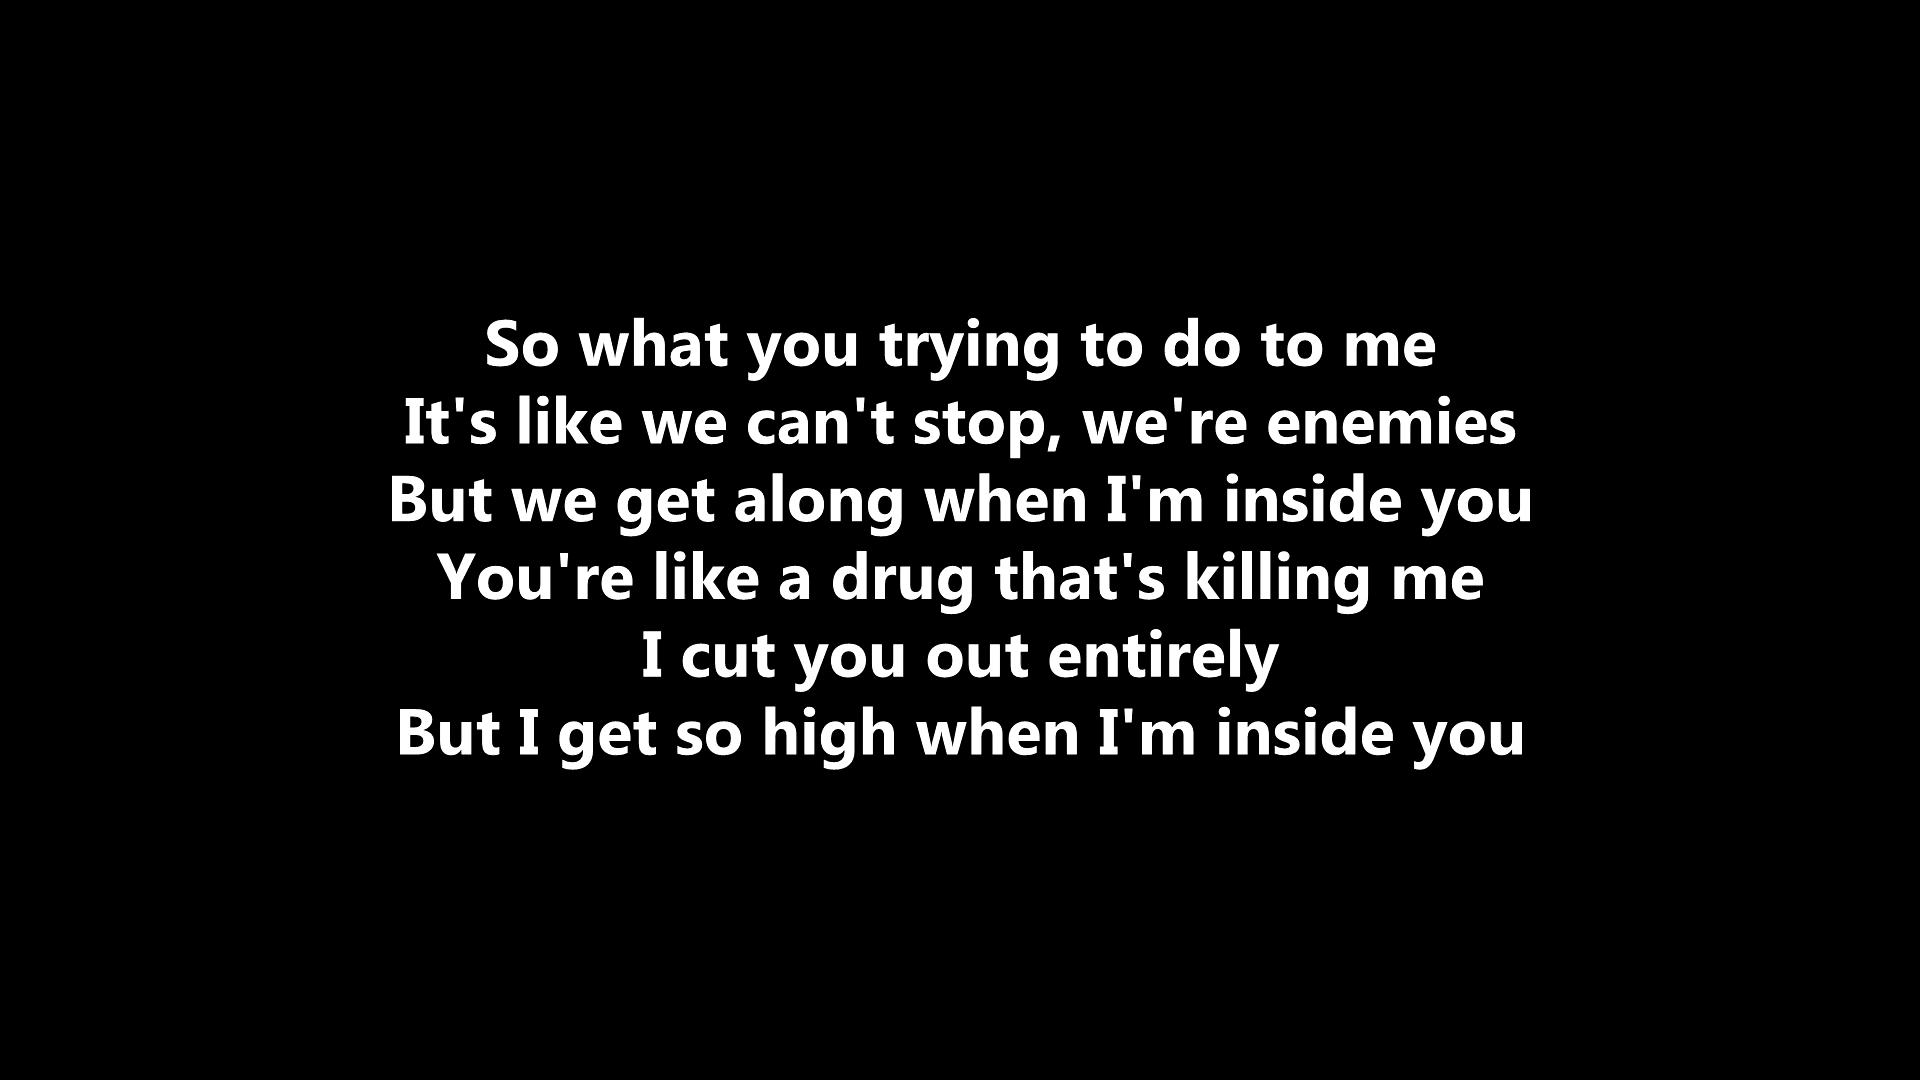 So what you trying to do to me
It's like we can't stop, we're enemies
But we get along when I'm inside you
You're like a drug that's killing me
I cut you out entirely
But I get so high when I'm inside you